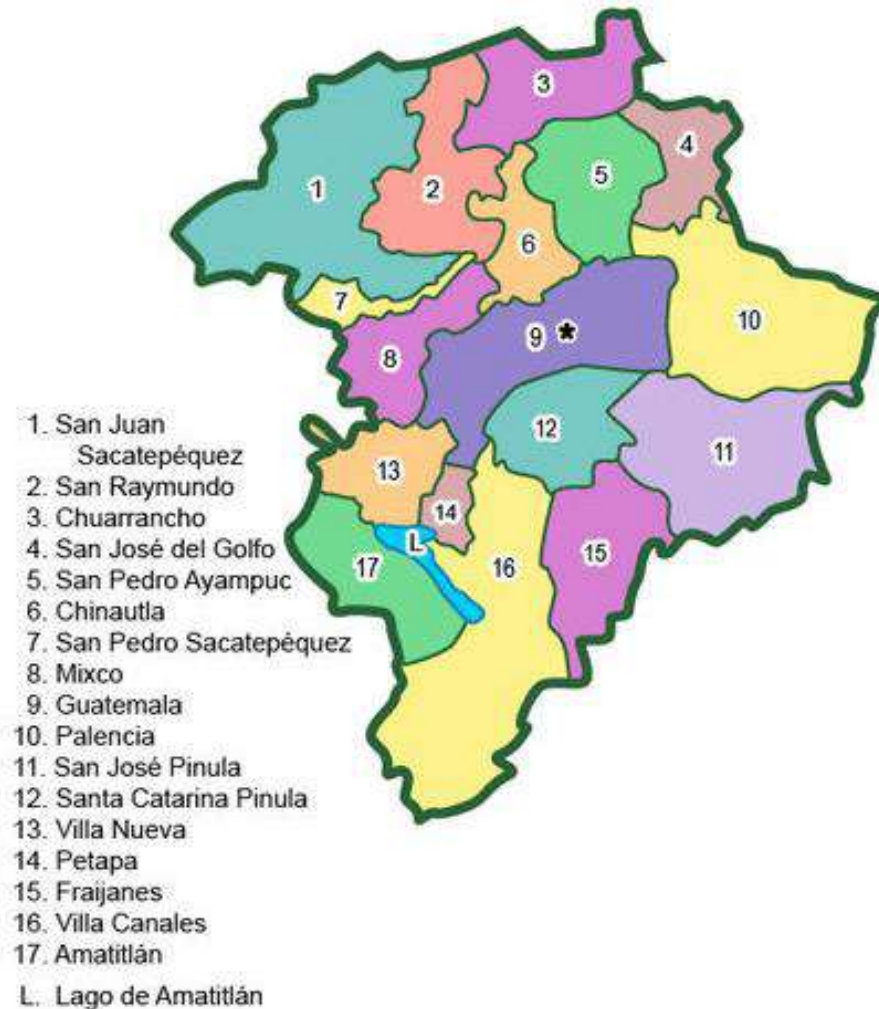 3
4
5
1
2
6
7
10
9 *
8
12
11
13
14
L
15
16
17
1. San Juan
Sacatepéquez
2. San Raymundo
3. Chuarrancho
4. San José del Golfo
5. San Pedro Ayampuc
6. Chinautla
7. San Pedro Sacatepéquez
8. Mixco
9. Guatemala
10. Palencia
11. San José Pinula
12. Santa Catarina Pinula
13. Villa Nueva
14. Petapa
15. Fraijanes
16. Villa Canales
17. Amatitlán
L. Lago de Amatitlán